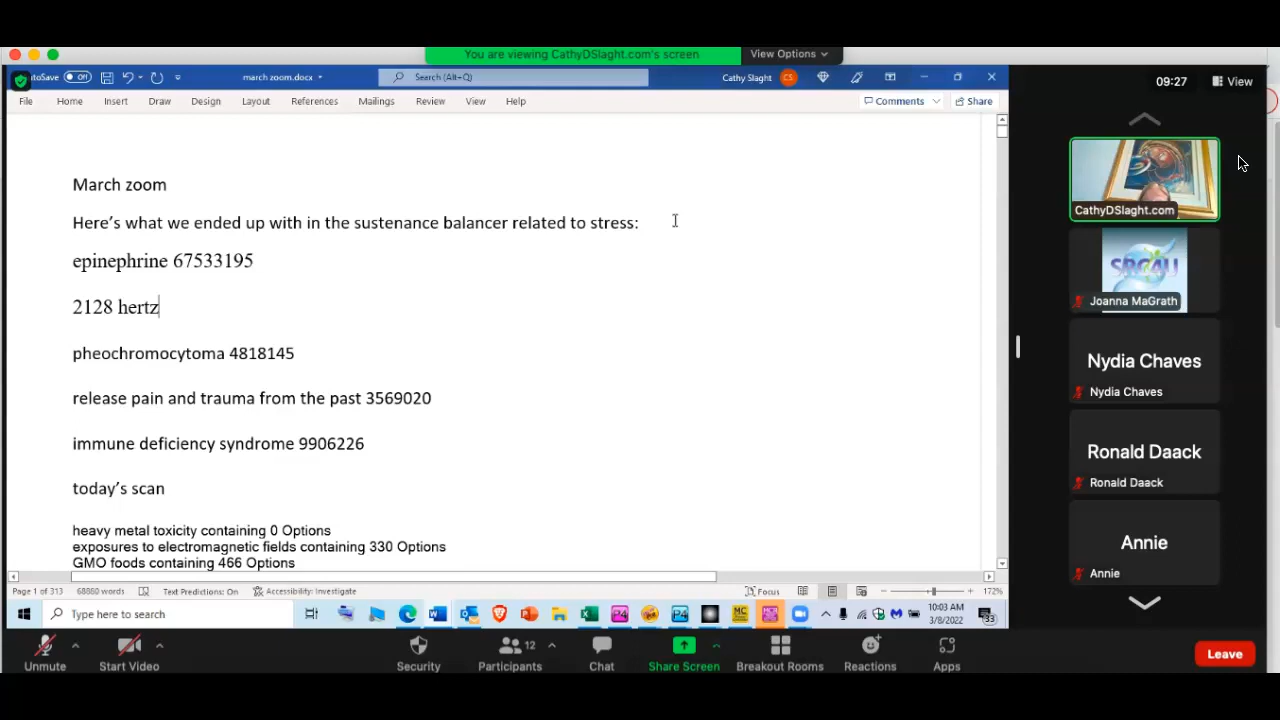 You are viewing CathyDSlaght.com's screen
View Options
toSave Off
march zoom.docx
Search (Alt+Q)
Cathy Slaght CS
File Home Insert Draw Design Layout References Mailings Review View Help
Comments Share
09:27 View
March zoom
Here's what we ended up with in the sustenance balancer related to stress:
epinephrine 67533195
2128 hertz
pheochromocytoma 4818145
release pain and trauma from the past 3569020
immune deficiency syndrome 9906226
today's scan
heavy metal toxicity containing 0 Options
exposures to electromagnetic fields containing 330 Options
GMO foods containing 466 Options
CathyDSlaght.com
SRC4U
Joanna MaGrath
Nydia Chaves
Nydia Chaves
Ronald Daack
Ronald Daack
Annie
Annie
Page 1 of 313 68860 words Text Predictions: On Accessibility: Investigate
Focus 172%
Type here to search
10:03 AM
3/8/2022
33
Unmute Start Video Security Participants 12 Chat Share Screen Breakout Rooms Reactions Apps Leave